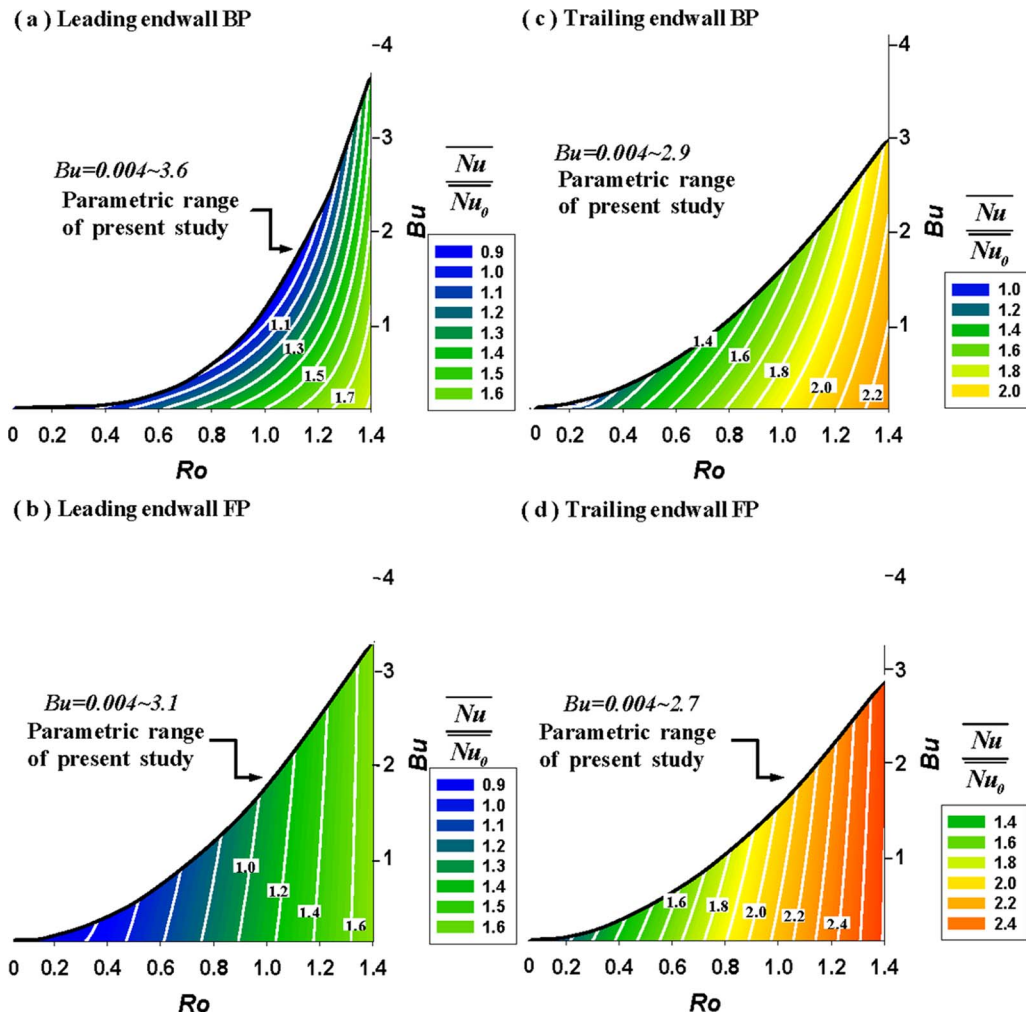 ( a ) Leading endwall BP
4
3
2
1
Bu
Bu=0.004~3.6
Parametric range
of present study
1.1
1.3
1.5
1.7
0 0.2 0.4 0.6 0.8 1.0 1.2 1.4
Ro
Nu
Nu0
0.9
1.0
1.1
1.2
1.3
1.4
1.5
1.6
( c ) Trailing endwall BP
4
3
2
1
Bu
Bu=0.004~2.9
Parametric range
of present study
1.4
1.6
1.8
2.0
2.2
0 0.2 0.4 0.6 0.8 1.0 1.2 1.4
Ro
Nu
Nu0
1.0
1.2
1.4
1.6
1.8
2.0
( b ) Leading endwall FP
4
3
2
1
Bu
Bu=0.004~3.1
Parametric range
of present study
1.0
1.2
1.4
1.6
0 0.2 0.4 0.6 0.8 1.0 1.2 1.4
Ro
Nu
Nu0
0.9
1.0
1.1
1.2
1.3
1.4
1.5
1.6
( d ) Trailing endwall FP
4
3
2
1
Bu
Bu=0.004~2.7
Parametric range
of present study
1.6
1.8
2.0
2.2
2.4
0 0.2 0.4 0.6 0.8 1.0 1.2 1.4
Ro
Nu
Nu0
1.4
1.6
1.8
2.0
2.2
2.4